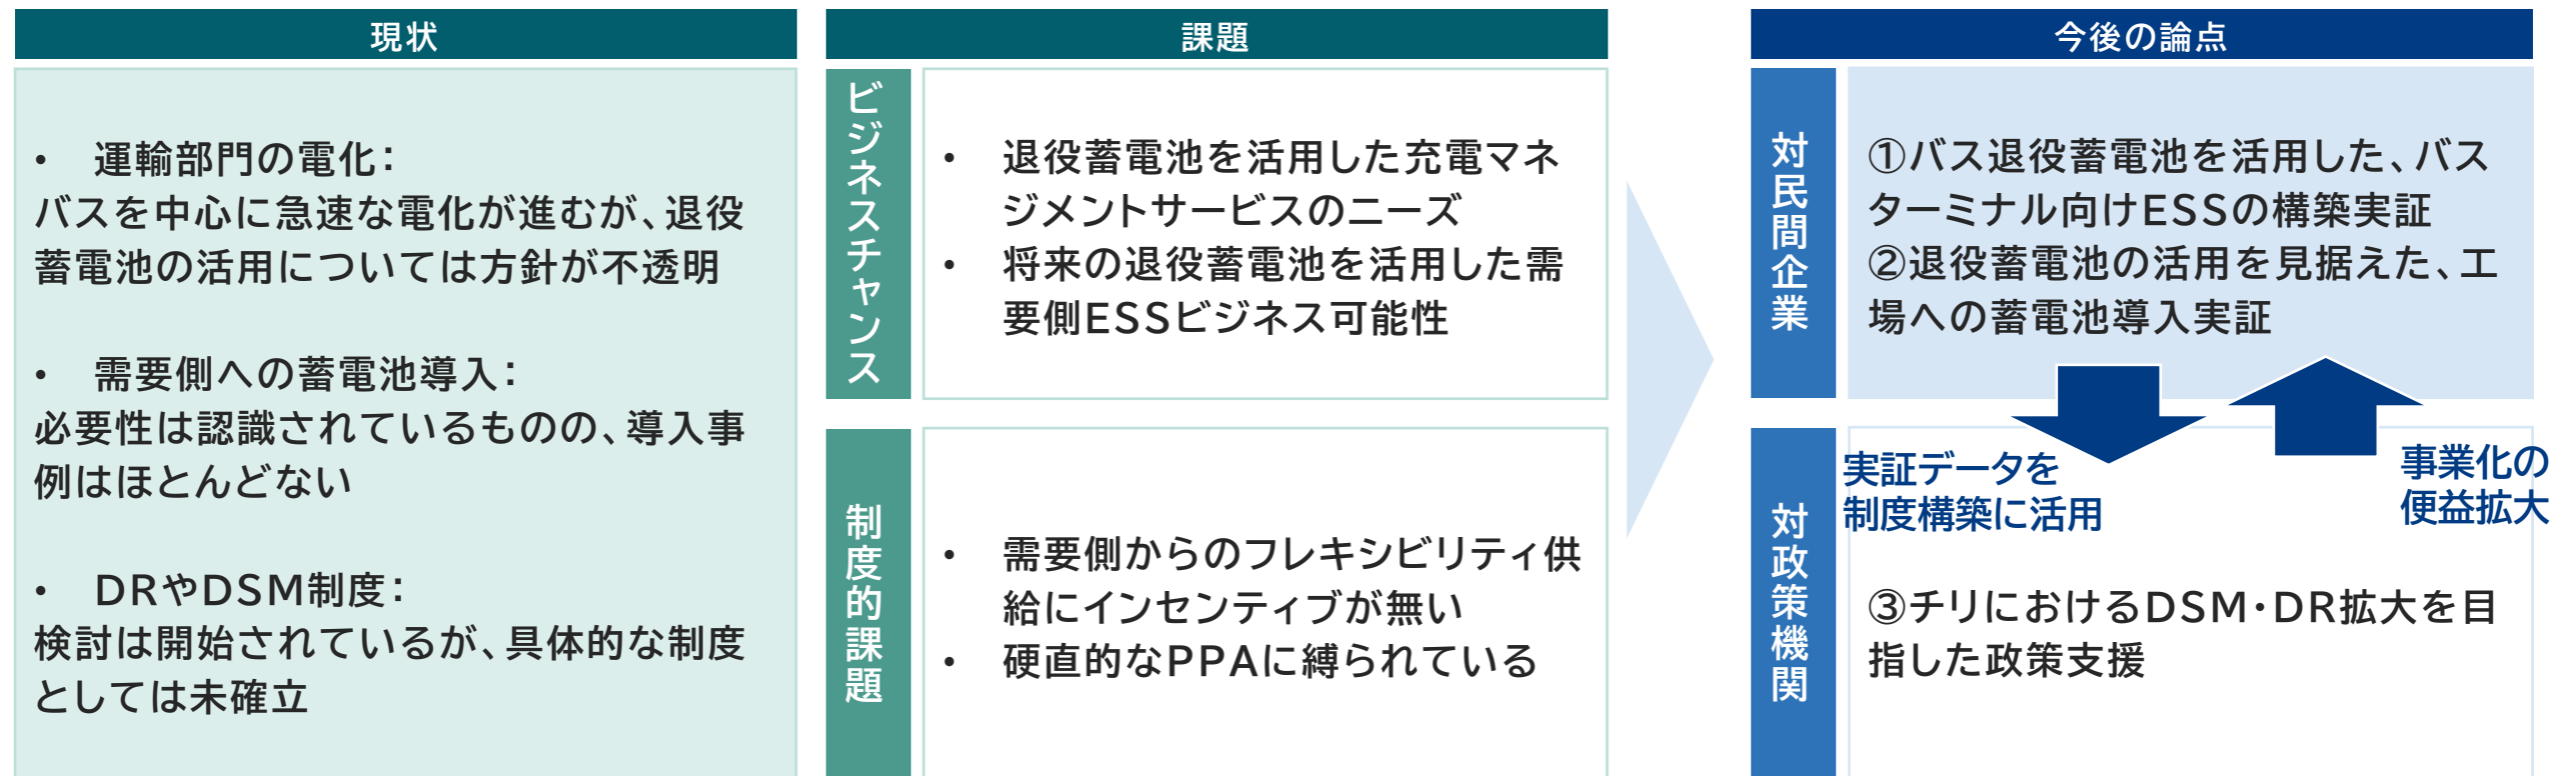 現状
• 運輸部門の電化：
バスを中心に急速な電化が進むが、退役
蓄電池の活用については方針が不透明
• 需要側への蓄電池導入：
必要性は認識されているものの、導入事
例はほとんどない
• DRやDSM制度：
検討は開始されているが、具体的な制度
としては未確立
課題
ビジネスチャンス
• 退役蓄電池を活用した充電マネ
ジメントサービスのニーズ
• 将来の退役蓄電池を活用した需
要側ESSビジネス可能性
制度的課題
• 需要側からのフレキシビリティ供
給にインセンティブが無い
• 硬直的なPPAに縛られている
今後の論点
対民間企業
①バス退役蓄電池を活用した、バス
ターミナル向けESSの構築実証
②退役蓄電池の活用を見据えた、工
場への蓄電池導入実証
実証データを
制度構築に活用
事業化の
便益拡大
対政策機関
③チリにおけるDSM・DR拡大を目
指した政策支援